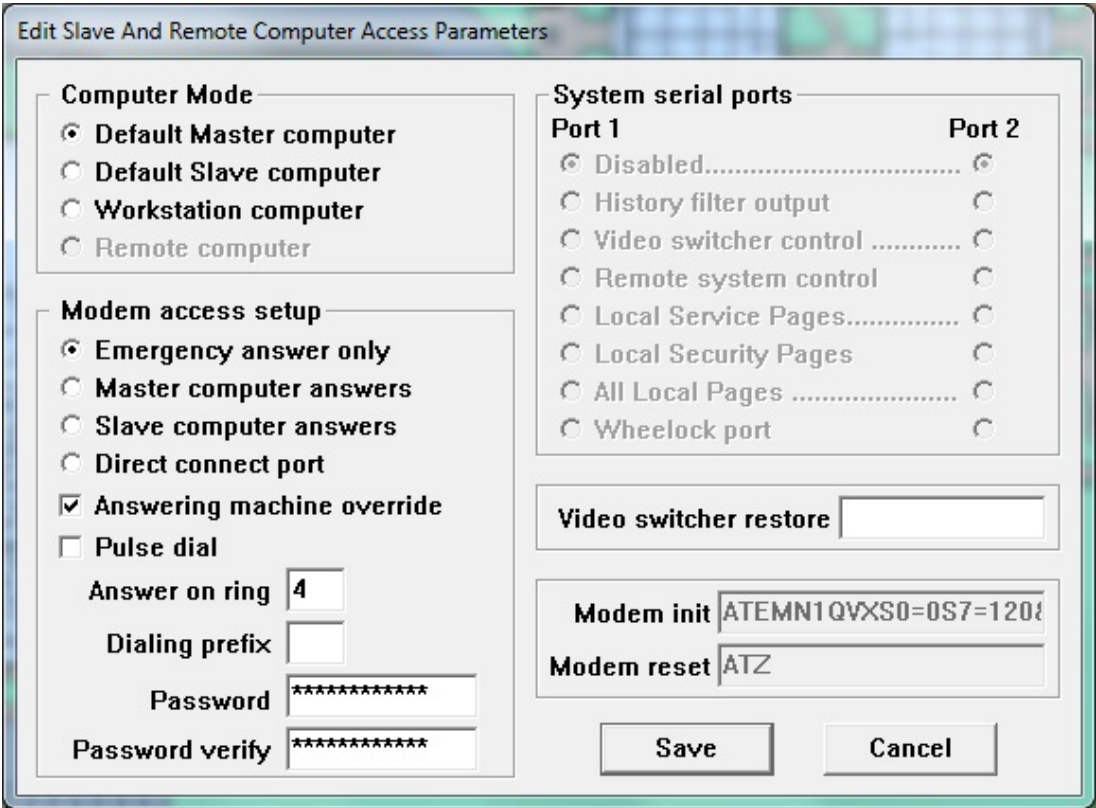 Edit Slave And Remote Computer Access Parameters
Computer Mode
Default Master computer
Default Slave computer
Workstation computer
Remote computer
Modem access setup
Emergency answer only
Master computer answers
Slave computer answers
Direct connect port
Answering machine override
Pulse dial
Answer on ring 4
Dialing prefix
Password ************
Password verify ************
System serial ports
Port 1 Port 2
Disabled.................................
History filter output
Video switcher control ............
Remote system control
Local Service Pages...............
Local Security Pages
All Local Pages ......................
Wheelock port
Video switcher restore
Modem init ATEMN1QVXS0=0S7=120&
Modem reset ATZ
Save Cancel